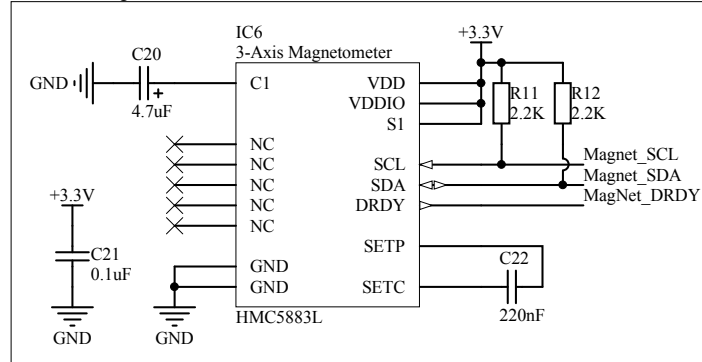 IC6
3-Axis Magnetometer
+3.3V
C20
GND
4.7uF
+
C1
VDD
VDDIO
S1
R11
2.2K
R12
2.2K
NC
NC
NC
NC
NC
SCL
SDA
DRDY
Magnet_SCL
Magnet_SDA
MagNet_DRDY
+3.3V
C21
0.1uF
GND
GND
GND
SETP
SETC
C22
220nF
HMC5883L
GND